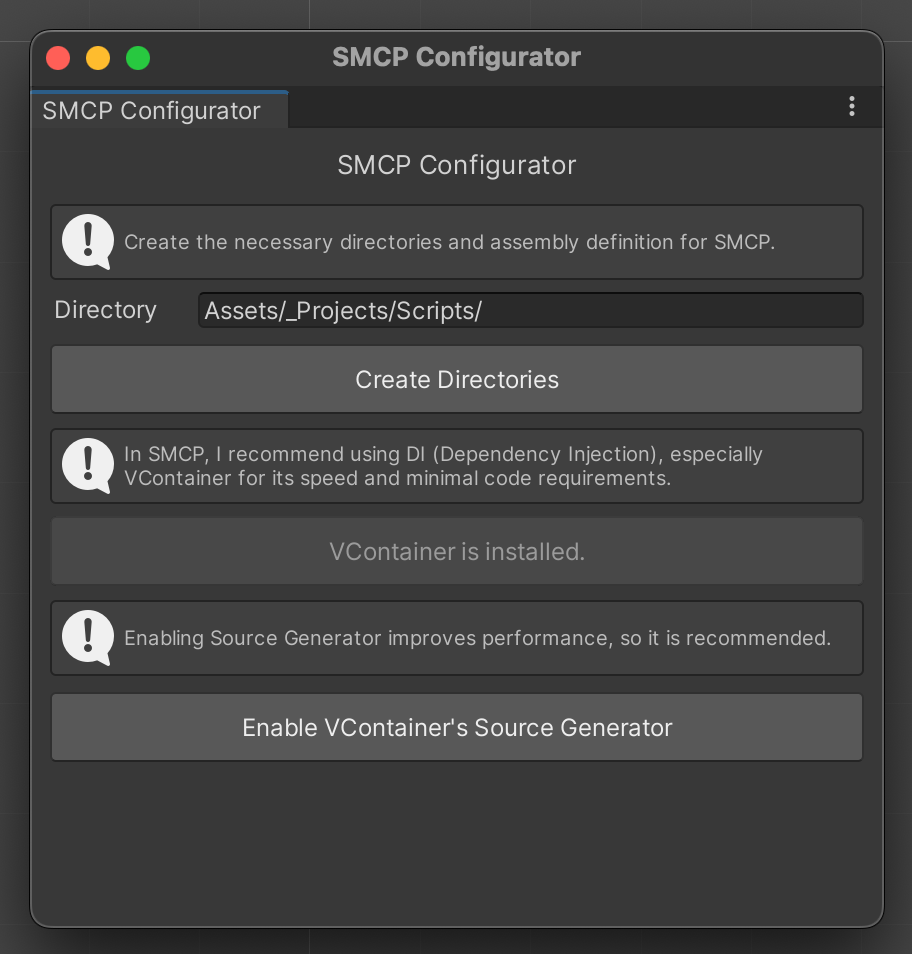 SMCP Configurator
SMCP Configurator
SMCP Configurator
Create the necessary directories and assembly definition for SMCP.
Directory Assets/_Projects/Scripts/
Create Directories
In SMCP, I recommend using DI (Dependency Injection), especially
VContainer for its speed and minimal code requirements.
VContainer is installed.
Enabling Source Generator improves performance, so it is recommended.
Enable VContainer's Source Generator